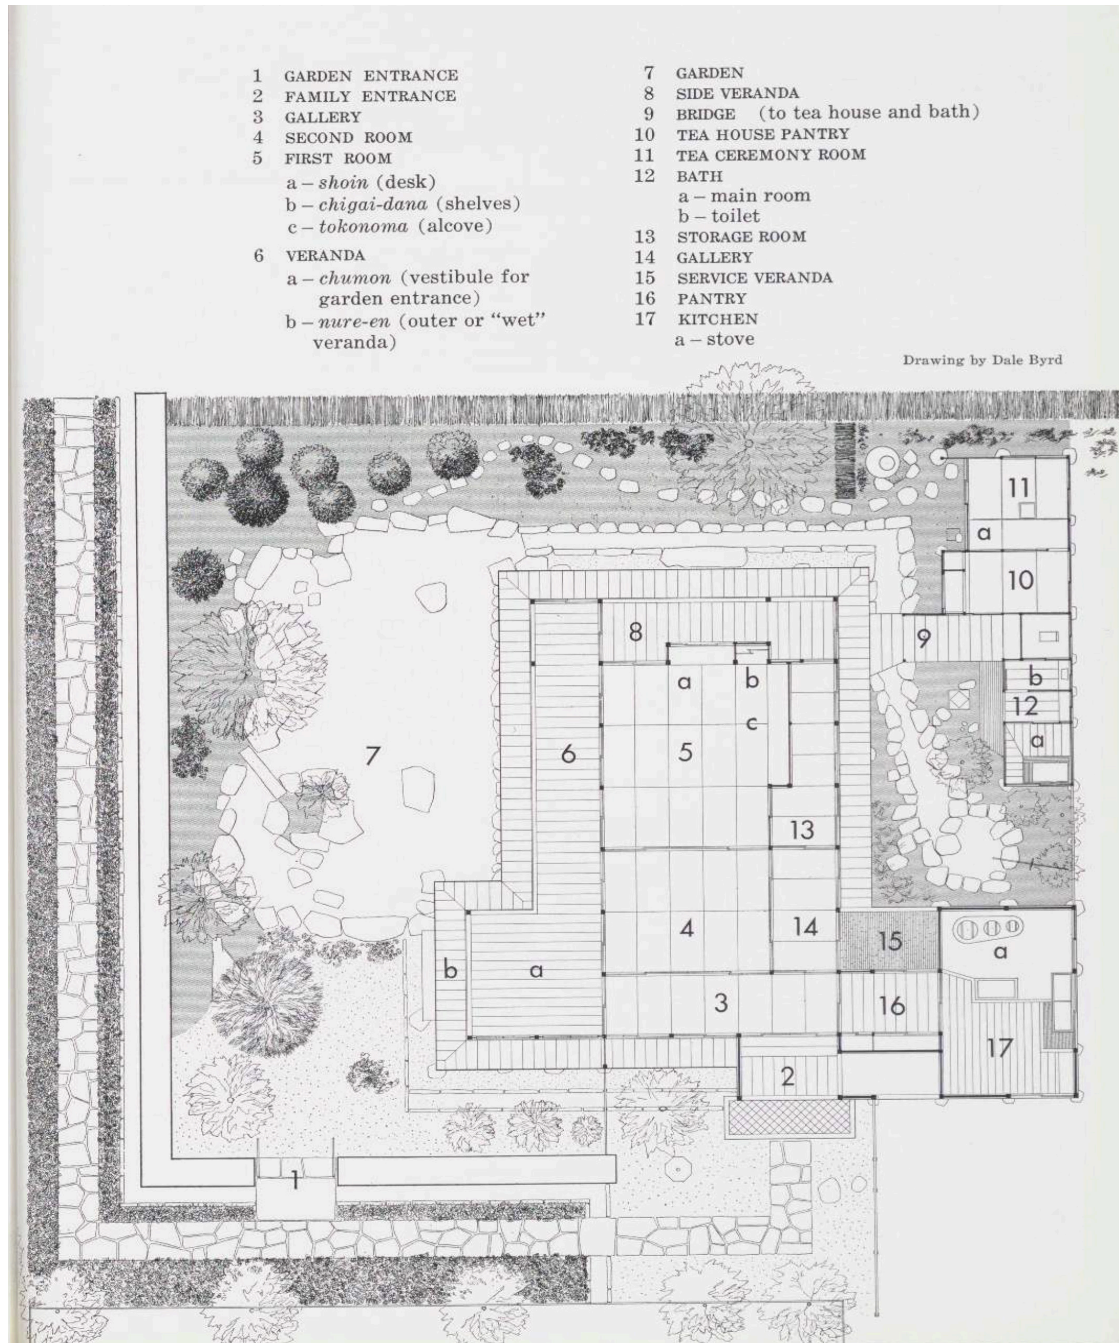 1 GARDEN ENTRANCE
2 FAMILY ENTRANCE
3 GALLERY
4 SECOND ROOM
5 FIRST ROOM
a – shoin (desk)
b – chigai-dana (shelves)
c – tokonoma (alcove)
6 VERANDA
a – chumon (vestibule for
garden entrance)
b – nure-en (outer or “wet”
veranda)
7 GARDEN
8 SIDE VERANDA
9 BRIDGE (to tea house and bath)
10 TEA HOUSE PANTRY
11 TEA CEREMONY ROOM
12 BATH
a – main room
b – toilet
13 STORAGE ROOM
14 GALLERY
15 SERVICE VERANDA
16 PANTRY
17 KITCHEN
a – stove
Drawing by Dale Byrd
11
a
10
8
9
a
b
b
12
c
a
7
6
5
13
4
14
15
a
b
a
3
16
17
2
1